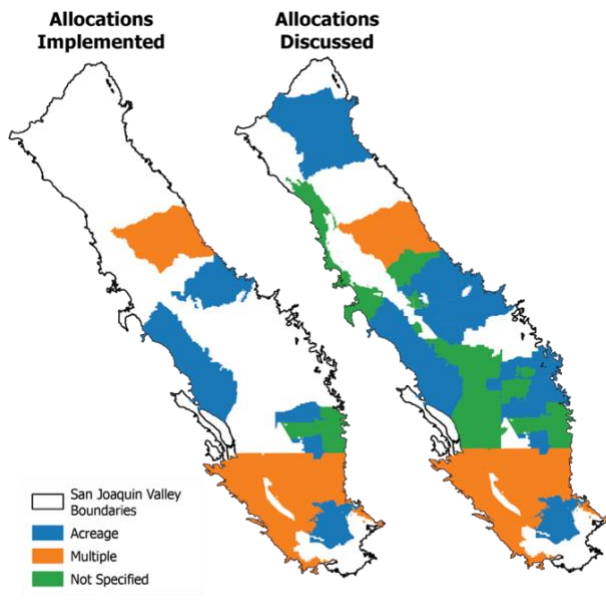 Allocations
Implemented
Allocations
Discussed
San Joaquin Valley
Boundaries
Acreage
Multiple
Not Specified